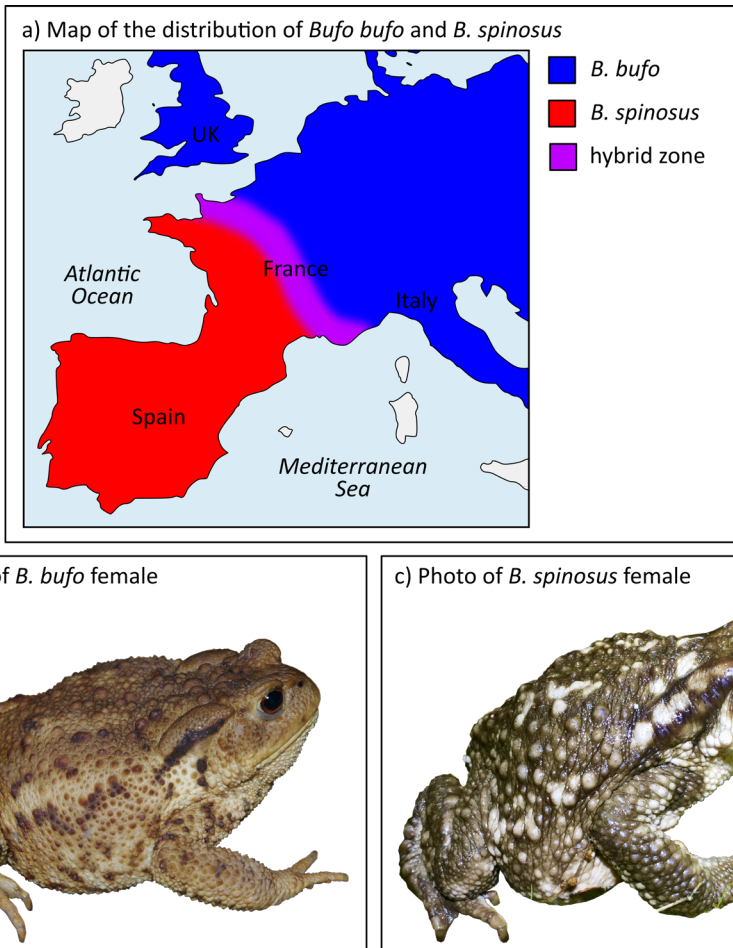 a) Map of the distribution of Bufo bufo and B. spinosus
B. bufo
B. spinosus
hybrid zone
UK
France
Atlantic
Ocean
Italy
Spain
Mediterranean
Sea
of B. bufo female
c) Photo of B. spinosus female